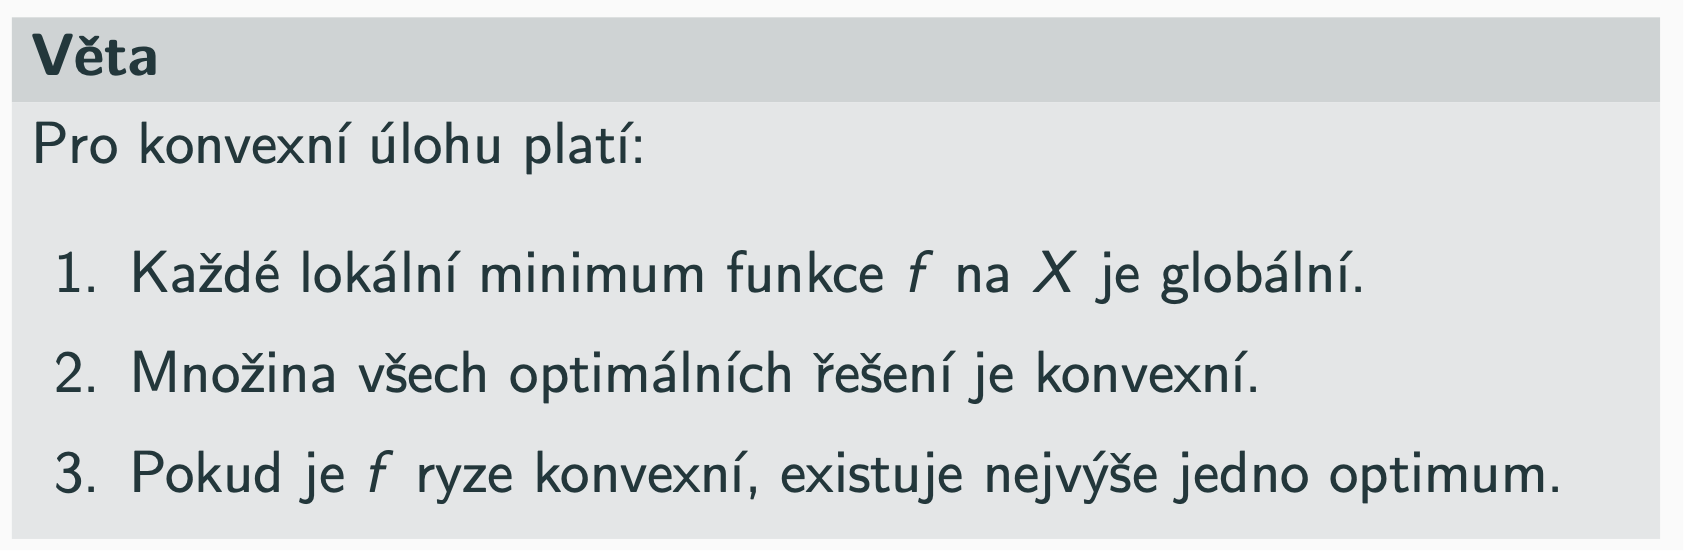 Věta
Pro konvexní úlohu platí:
1. Každé lokální minimum funkce f na X je globální.
2. Množina všech optimálních řešení je konvexní.
3. Pokud je f ryze konvexní, existuje nejvýše jedno optimum.